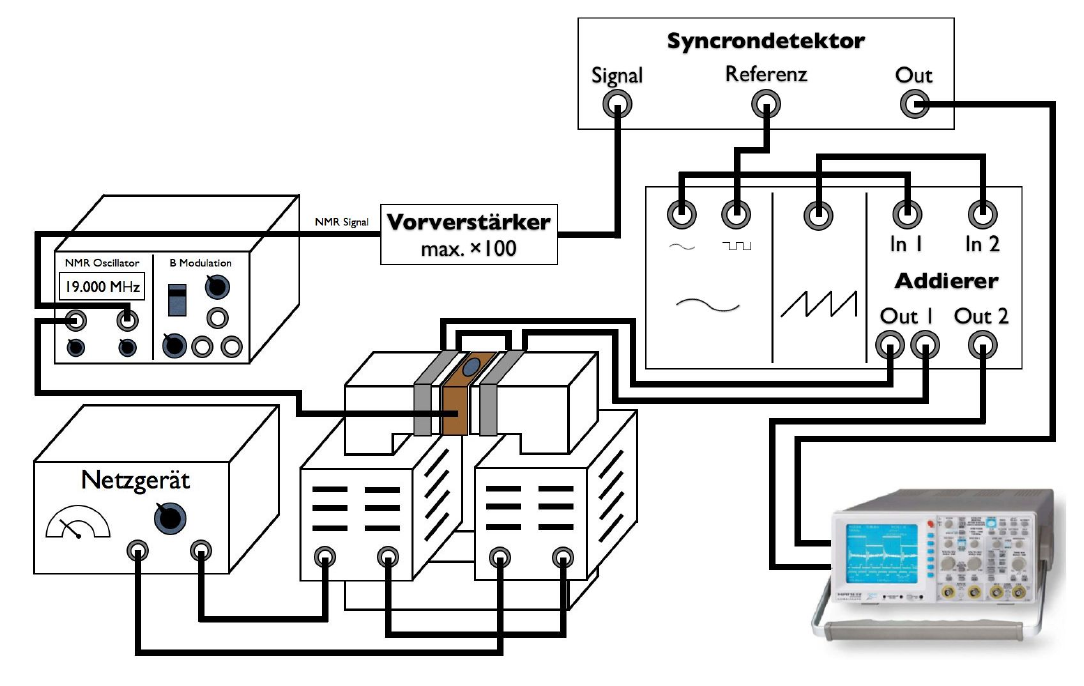 Syncrondetektor
Signal Referenz Out
NMR Signal
Vorverstärker
max. ×100
In 1 In 2
NMR Oscillator B Modulation
19.000 MHz
Addierer
Out 1 Out 2
Netzgerät